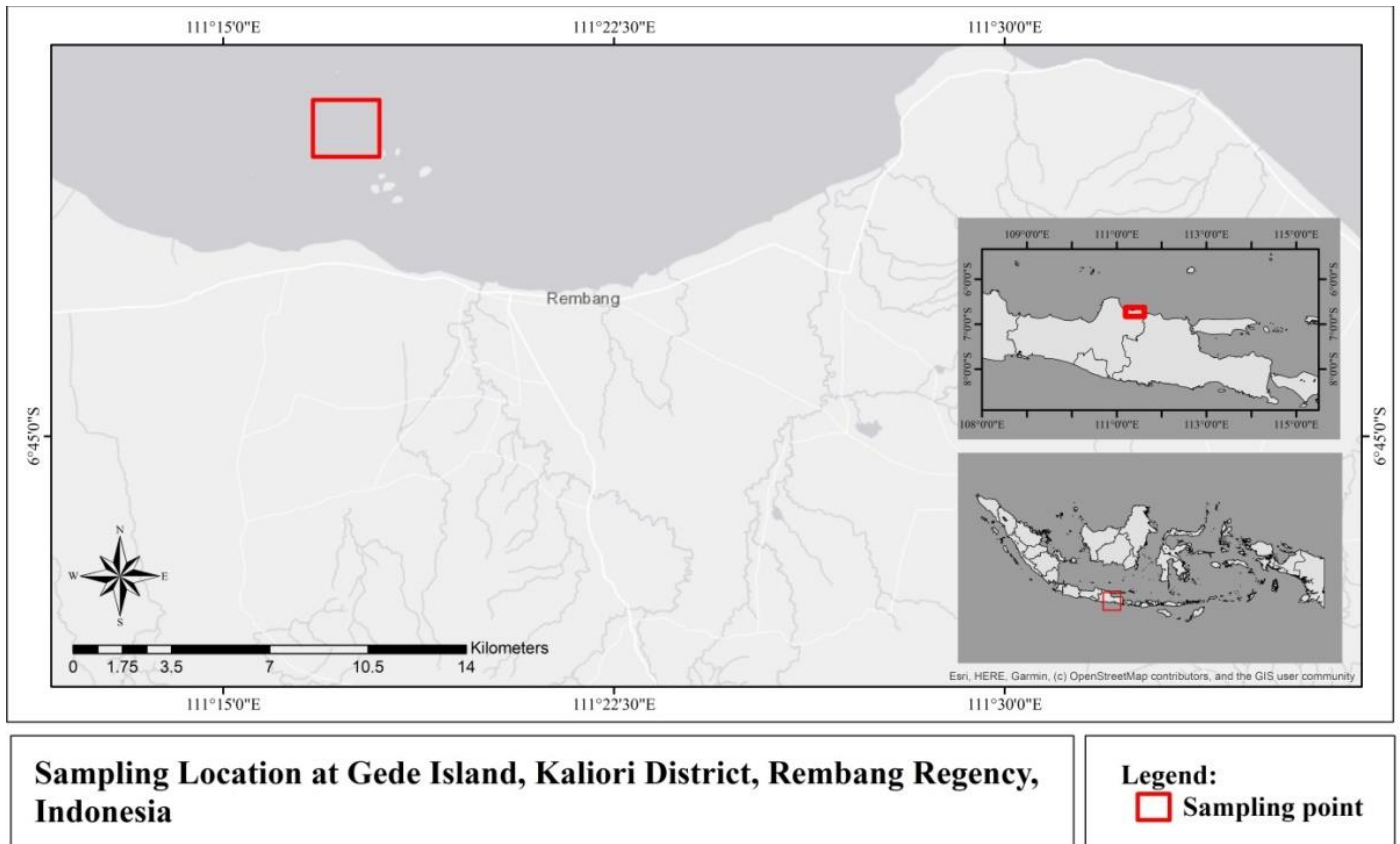 111°15'0"E
111°22'30"E
111°30'0"E
Rembang
109°0'0"E
111°0'0"E
113°0'0"E
115°0'0"E
6°0'0"S
6°0'0"S
7°0'0"S
7°0'0"S
8°0'0"S
8°0'0"S
108°0'0"E
111°0'0"E
113°0'0"E
115°0'0"E
6°45'0"S
6°45'0"S
N
W
E
S
Kilometers
0 1.75 3.5 7 10.5 14
Esri, HERE, Garmin, (c) OpenStreetMap contributors, and the GIS user community
111°15'0"E
111°22'30"E
111°30'0"E
Sampling Location at Gede Island, Kaliori District, Rembang Regency,
Indonesia
Legend:
Sampling point